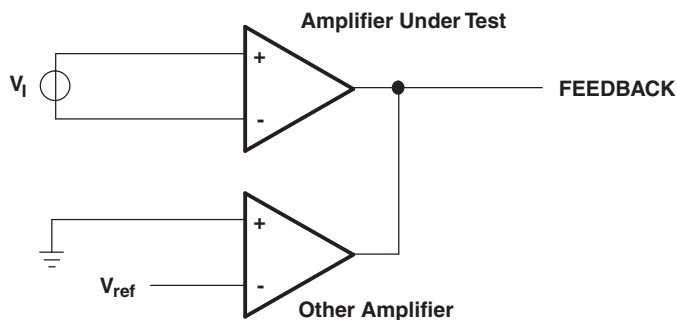 Amplifier Under Test
+
V_I
-
FEEDBACK
+
V_ref
-
Other Amplifier